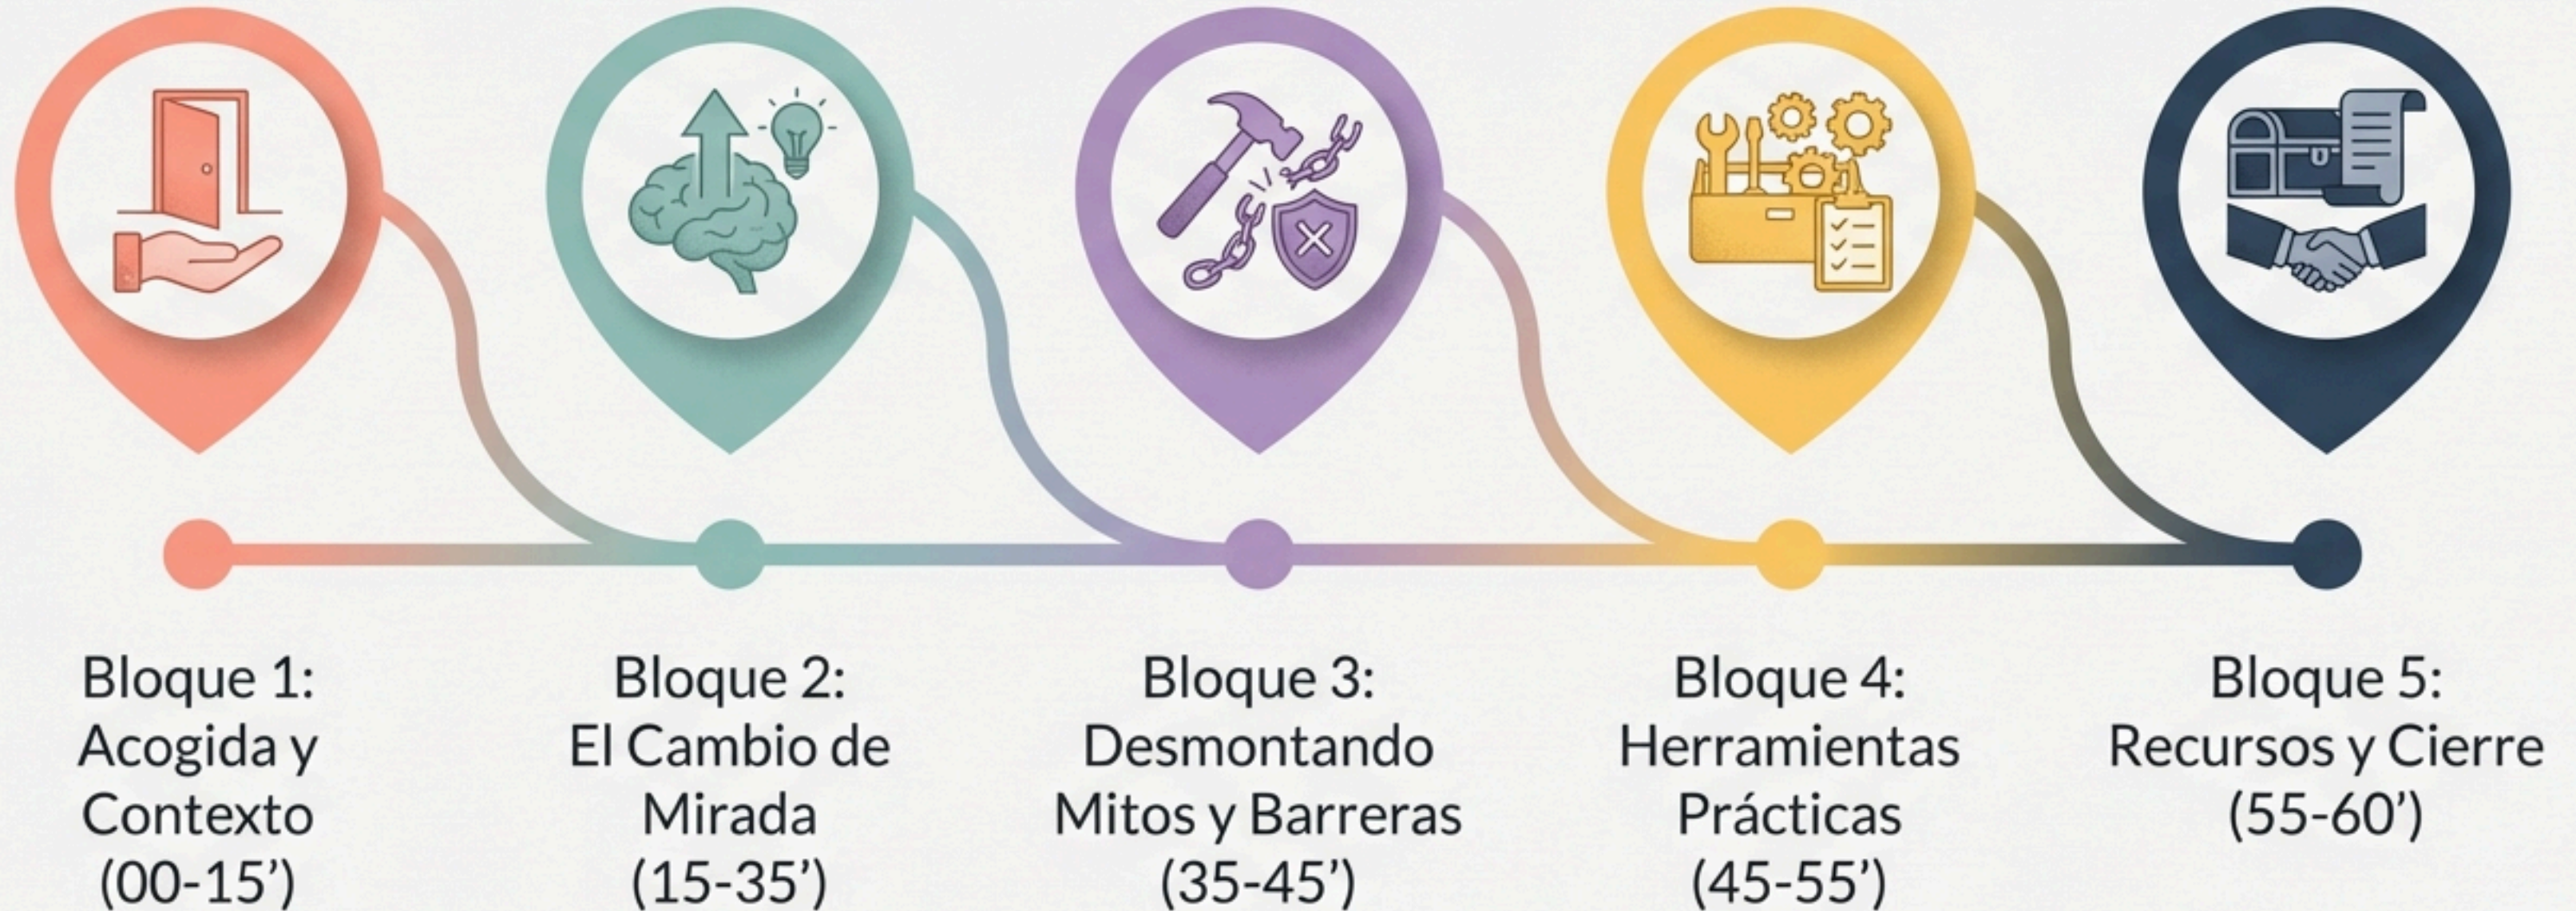 Bloque 1:
Acogida y
Contexto
(00-15’)
Bloque 2:
El Cambio de
Mirada
(15-35’)
Bloque 3:
Desmontando
Mitos y Barreras
(35-45’)
Bloque 4:
Herramientas
Prácticas
(45-55’)
Bloque 5:
Recursos y Cierre
(55-60’)